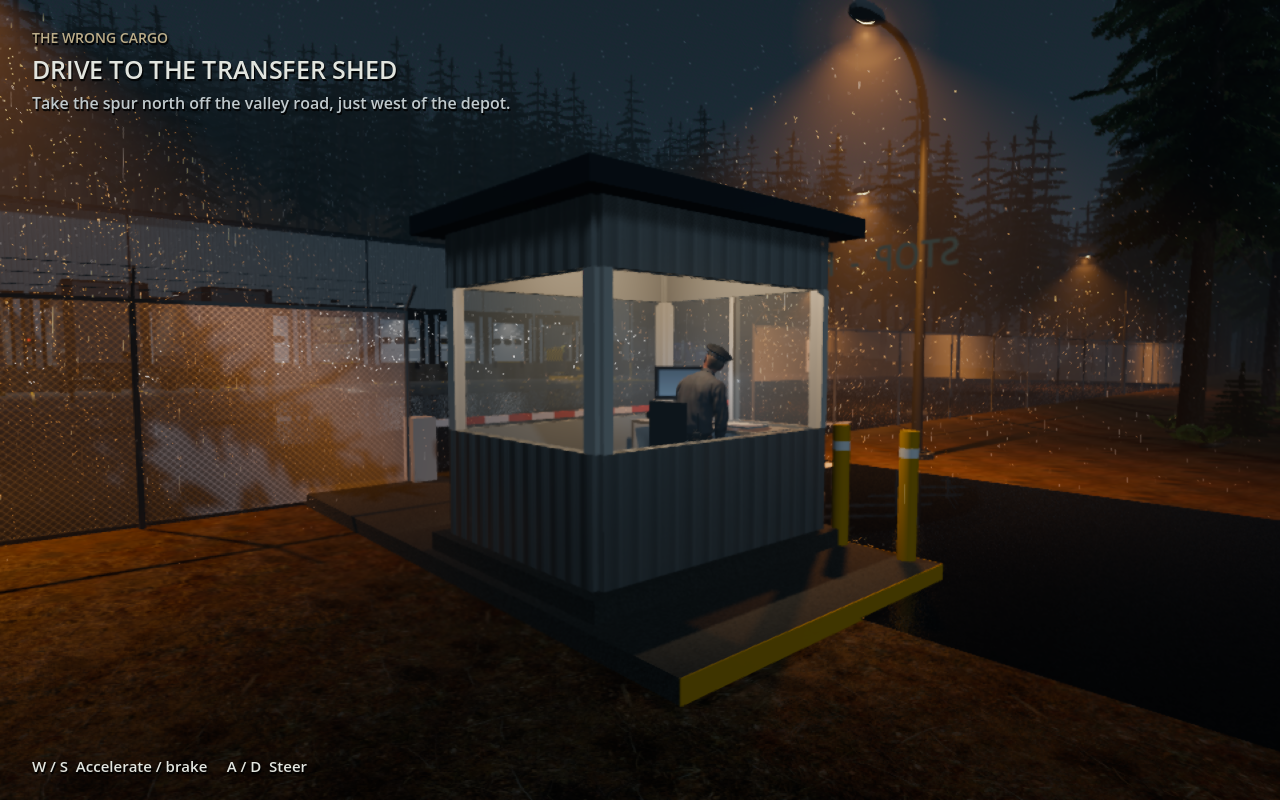 THE WRONG CARGO
DRIVE TO THE TRANSFER SHED
Take the spur north off the valley road, just west of the depot.
STOP -
W / S Accelerate / brake A / D Steer